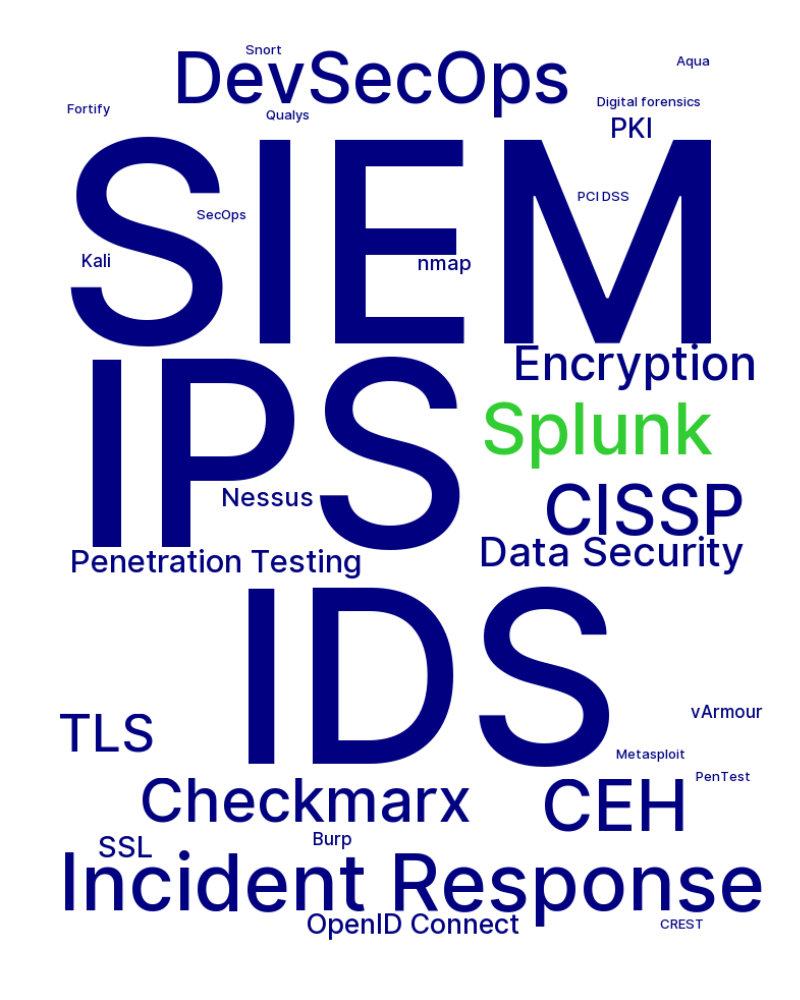 Snort
DevSecOps
Aqua
Fortify
Qualys
Digital forensics
PKI
SIEM
SecOps
PCI DSS
Kali
nmap
Encryption
IPS
Splunk
Nessus
CISSP
Penetration Testing
Data Security
IDS
TLS
vArmour
Metasploit
PenTest
Checkmarx
CEH
Burp
SSL
Incident Response
OpenID Connect
CREST